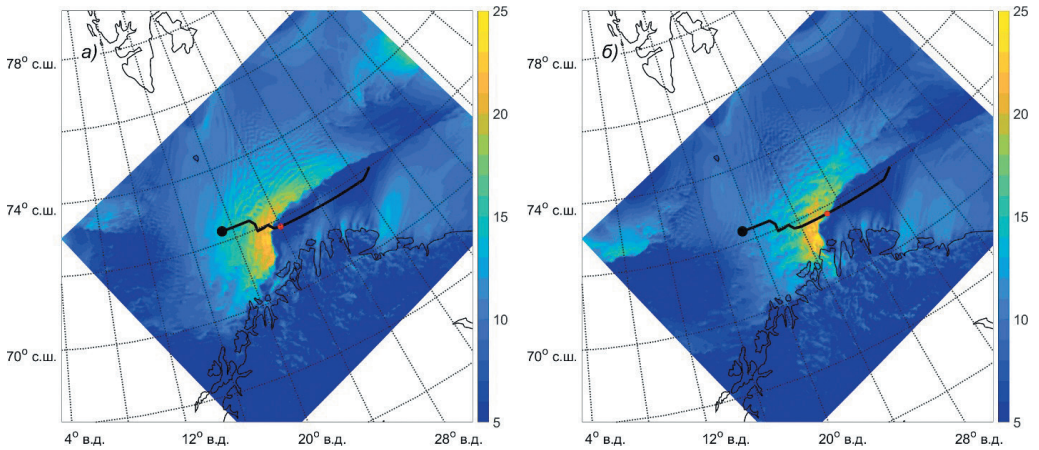 а)
25
20
15
10
5
78° с.ш.
74° с.ш.
70° с.ш.
4° в.д.
12° в.д.
20° в.д.
28° в.д.
б)
25
20
15
10
5
78° с.ш.
74° с.ш.
70° с.ш.
4° в.д.
12° в.д.
20° в.д.
28° в.д.